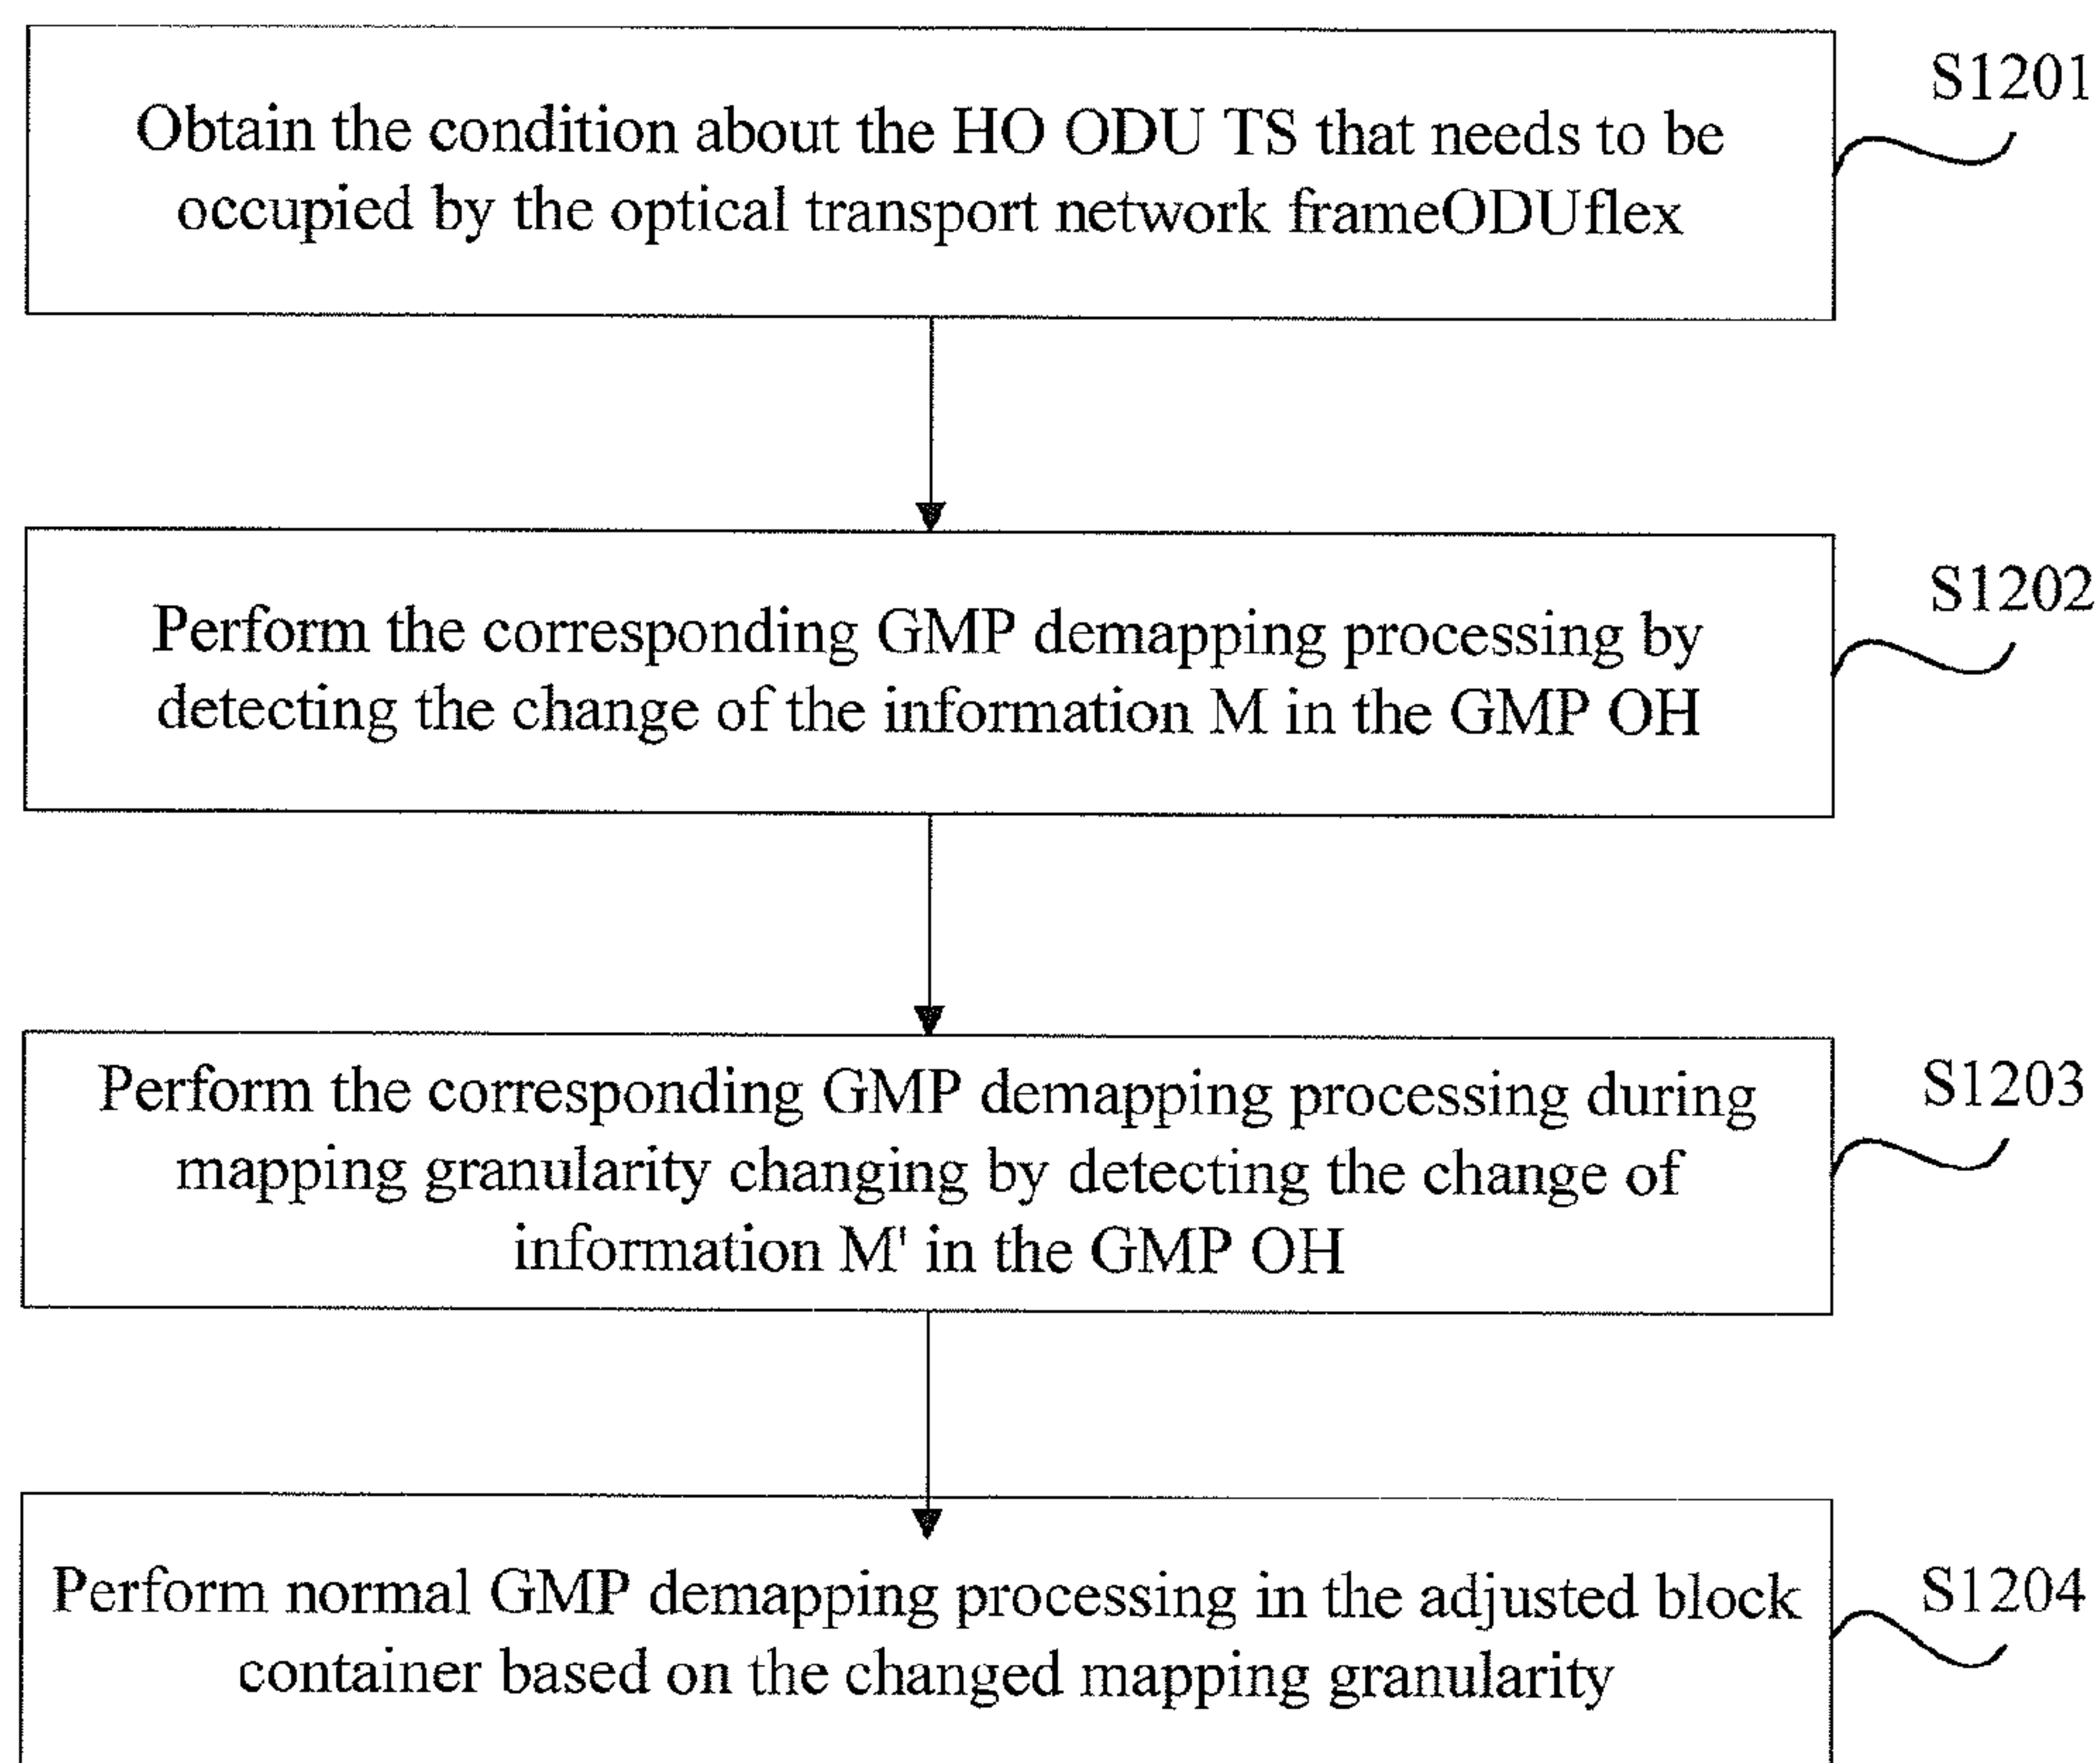 S1201
Obtain the condition about the HO ODU TS that needs to be
occupied by the optical transport network frameODUflex
S1202
Perform the corresponding GMP demapping processing by
detecting the change of the information M in the GMP OH
S1203
Perform the corresponding GMP demapping processing during
mapping granularity changing by detecting the change of
information M' in the GMP OH
S1204
Perform normal GMP demapping processing in the adjusted block
container based on the changed mapping granularity